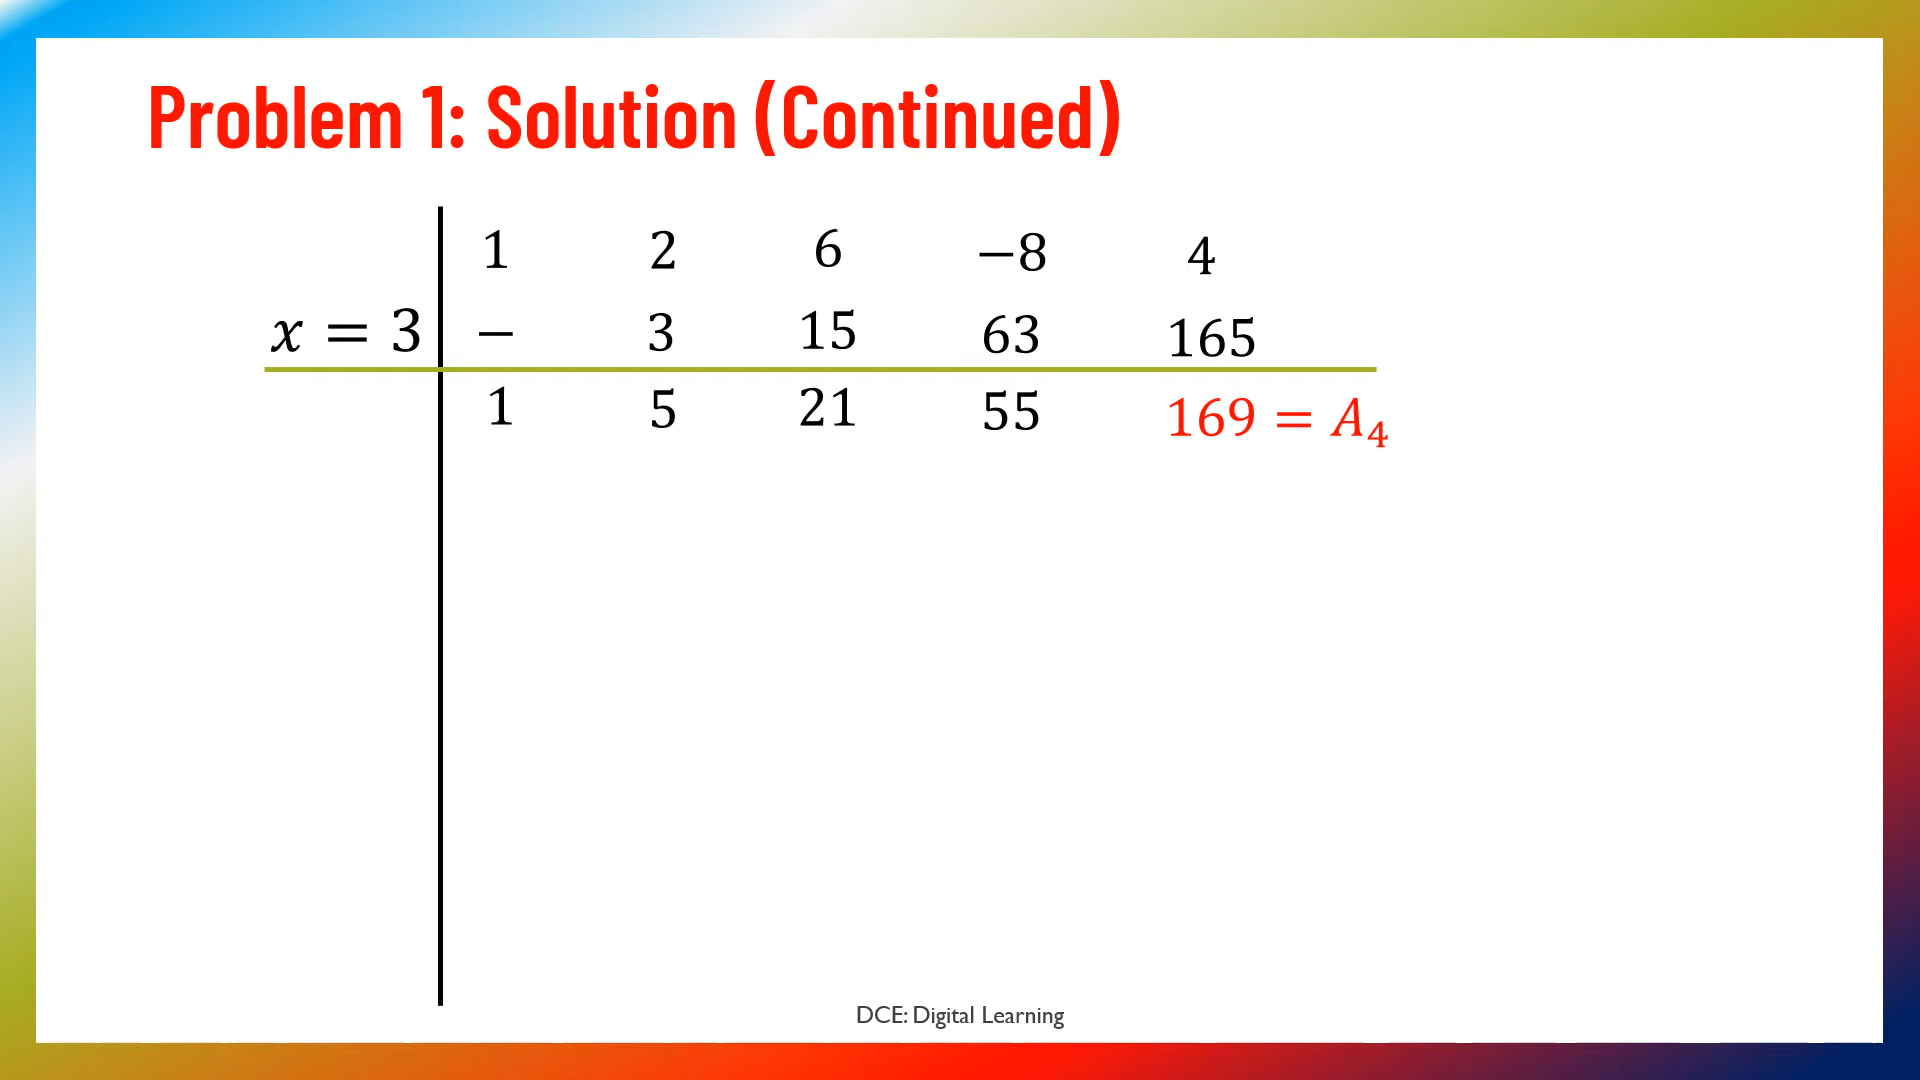 Problem 1: Solution (Continued)
1 2 6 −8 4
x = 3 − 3 15 63 165
1 5 21 55 169 = A₄
DCE: Digital Learning